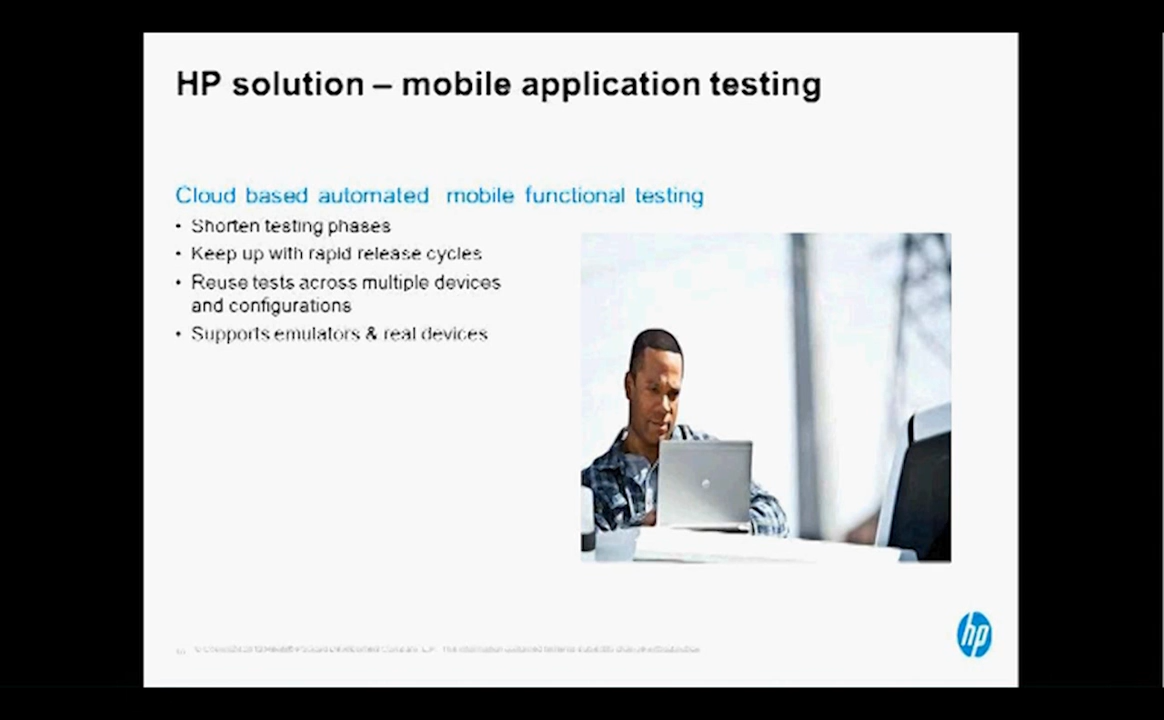 HP solution – mobile application testing
Cloud based automated mobile functional testing
• Shorten testing phases
• Keep up with rapid release cycles
• Reuse tests across multiple devices
and configurations
• Supports emulators & real devices
hp